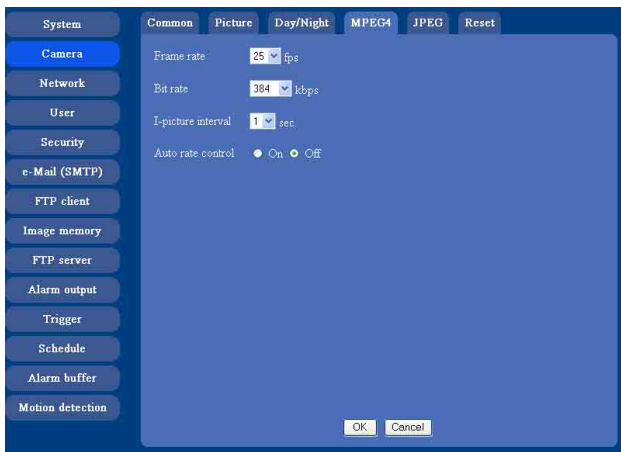 System
Camera
Network
User
Security
e-Mail (SMTP)
FTP client
Image memory
FTP server
Alarm output
Trigger
Schedule
Alarm buffer
Motion detection
Common Picture Day/Night MPEG4 JPEG Reset
Frame rate 25 fps
Bit rate 384 kbps
I-picture interval 1 sec.
Auto rate control On Off
OK Cancel